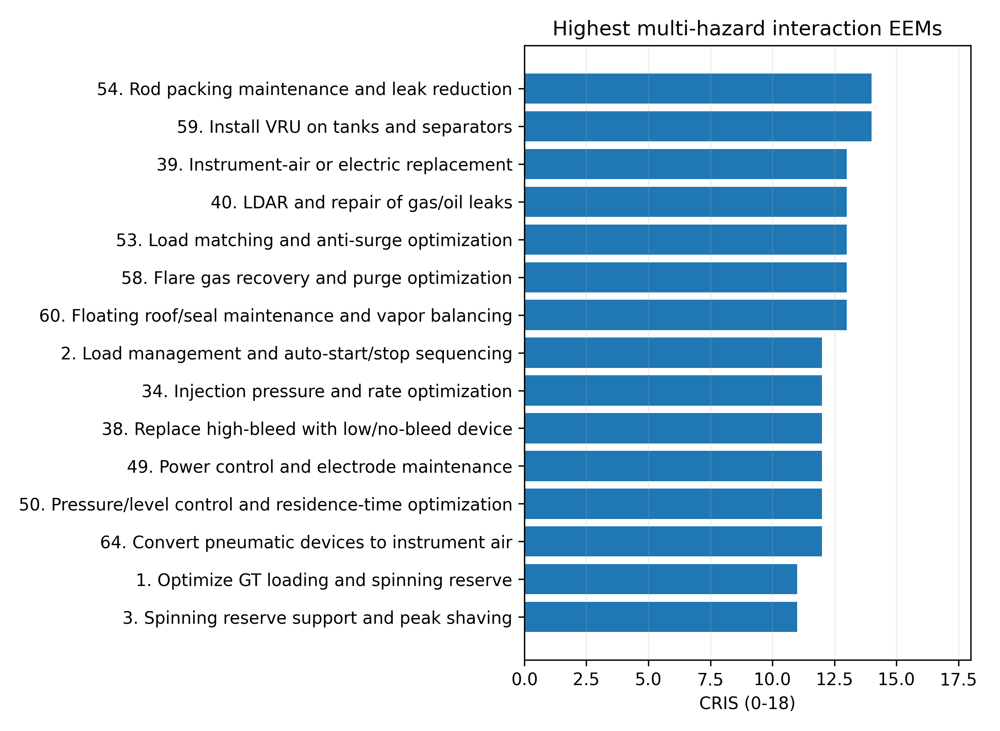 Highest multi-hazard interaction EEMs
54. Rod packing maintenance and leak reduction
59. Install VRU on tanks and separators
39. Instrument-air or electric replacement
40. LDAR and repair of gas/oil leaks
53. Load matching and anti-surge optimization
58. Flare gas recovery and purge optimization
60. Floating roof/seal maintenance and vapor balancing
2. Load management and auto-start/stop sequencing
34. Injection pressure and rate optimization
38. Replace high-bleed with low/no-bleed device
49. Power control and electrode maintenance
50. Pressure/level control and residence-time optimization
64. Convert pneumatic devices to instrument air
1. Optimize GT loading and spinning reserve
3. Spinning reserve support and peak shaving
0.0 2.5 5.0 7.5 10.0 12.5 15.0 17.5
CRIS (0-18)